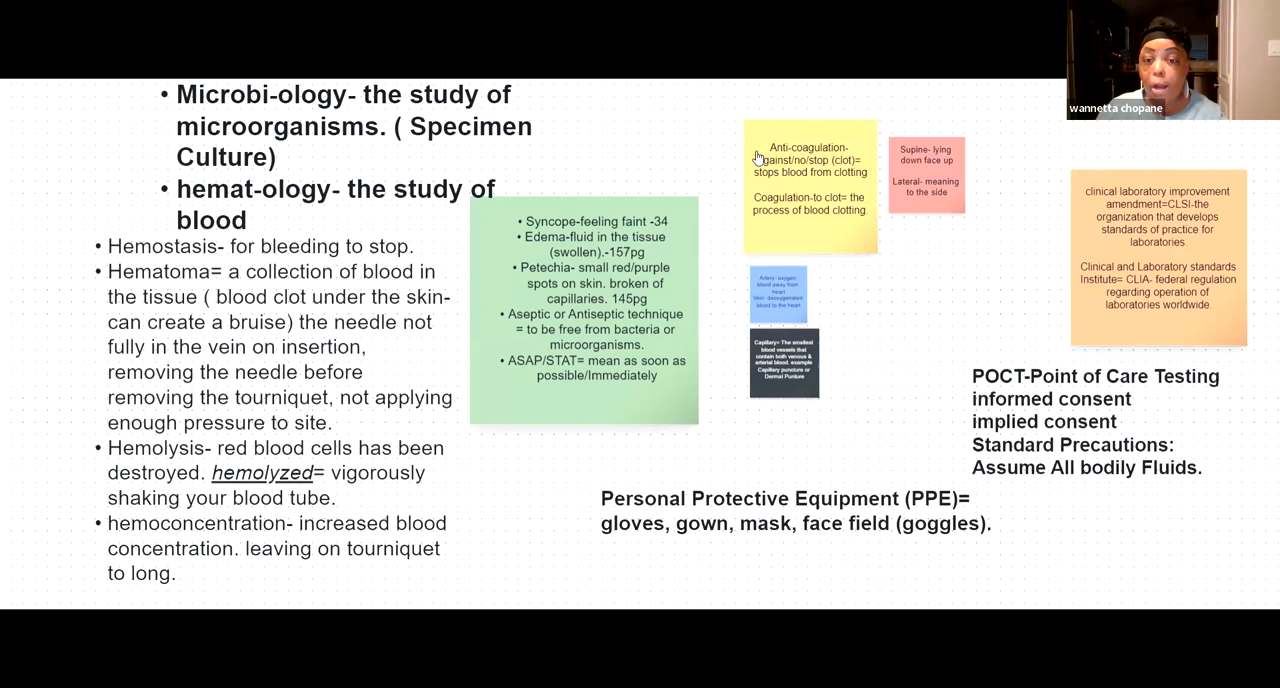 • Microbi-ology- the study of
microorganisms. ( Specimen
Culture)
• hemat-ology- the study of
blood
• Hemostasis- for bleeding to stop.
• Hematoma= a collection of blood in
the tissue ( blood clot under the skin-
can create a bruise) the needle not
fully in the vein on insertion,
removing the needle before
removing the tourniquet, not applying
enough pressure to site.
• Hemolysis- red blood cells has been
destroyed. hemolyzed= vigorously
shaking your blood tube.
• hemoconcentration- increased blood
concentration. leaving on tourniquet
to long.
• Syncope-feeling faint -34
• Edema-fluid in the tissue
(swollen).-157pg
• Petechia- small red/purple
spots on skin. broken of
capillaries. 145pg
• Aseptic or Antiseptic technique
= to be free from bacteria or
microorganisms.
• ASAP/STAT= mean as soon as
possible/Immediately
Anti-coagulation-
against/no/stop (clot)=
stops blood from clotting
Coagulation-to clot= the
process of blood clotting.
Supine- lying
down face up
Lateral- meaning
to the side
Artery- oxygen
blood away from
heart
Vein- deoxygenated
blood to the heart
Capillary= The smallest
blood vessels that
contain both venous &
arterial blood. example
Capillary puncture or
Dermal Punture
clinical laboratory improvement
amendment=CLSI-the
organization that develops
standards of practice for
laboratories.
Clinical and Laboratory standards
Institute= CLIA- federal regulation
regarding operation of
laboratories worldwide.
POCT-Point of Care Testing
informed consent
implied consent
Standard Precautions:
Assume All bodily Fluids.
Personal Protective Equipment (PPE)=
gloves, gown, mask, face field (goggles).
wannetta chopane